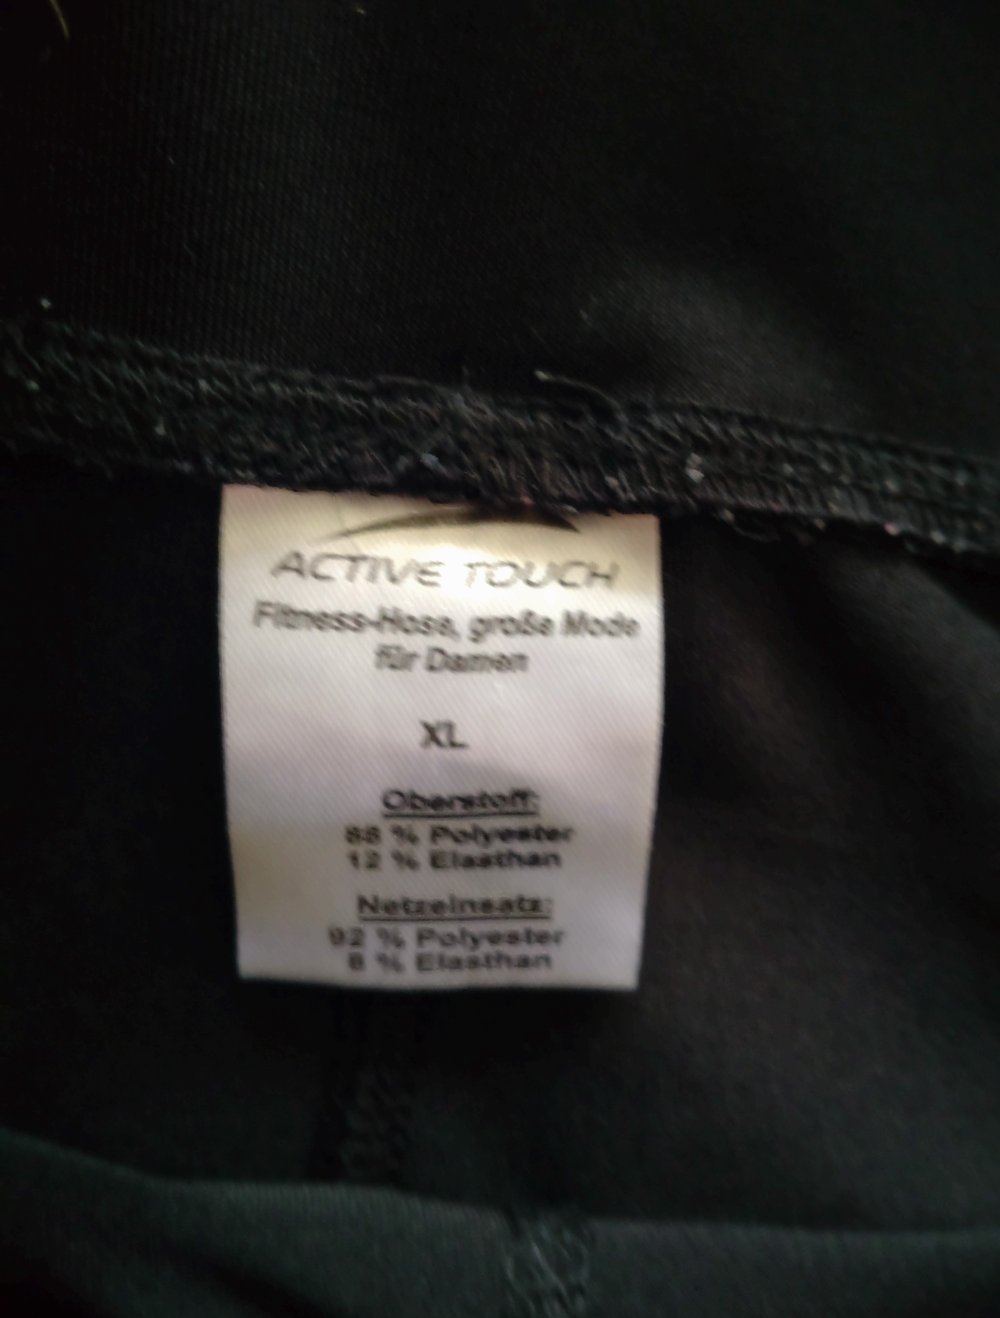 ACTIVE TOUCH
Fitness-Hose, große Mode
für Damen
XL
Oberstoff:
88 % Polyester
12 % Elasthan
Netzeinsatz:
92 % Polyester
8 % Elasthan